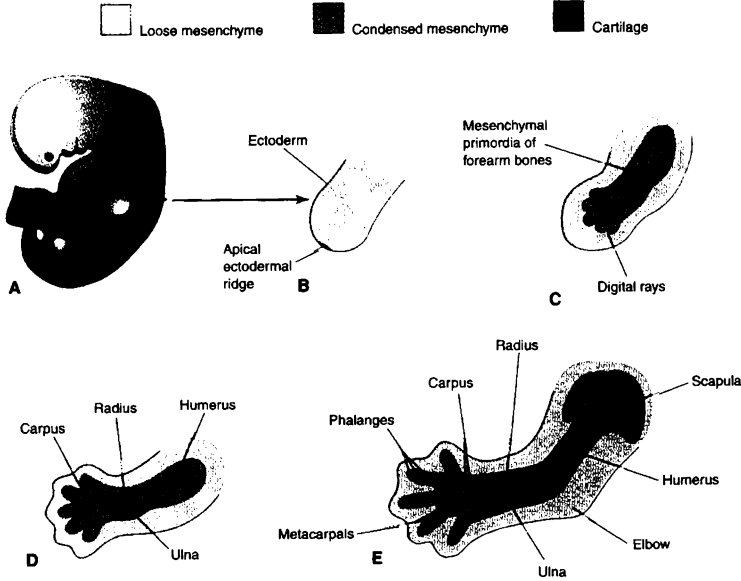 Loose mesenchyme
Condensed mesenchyme
Cartilage
Ectoderm
Apical
ectodermal
ridge
A
B
Mesenchymal
primordia of
forearm bones
Digital rays
C
Carpus
Radius
Humerus
Ulna
D
Radius
Carpus
Phalanges
Scapula
Humerus
Metacarpals
Elbow
Ulna
E